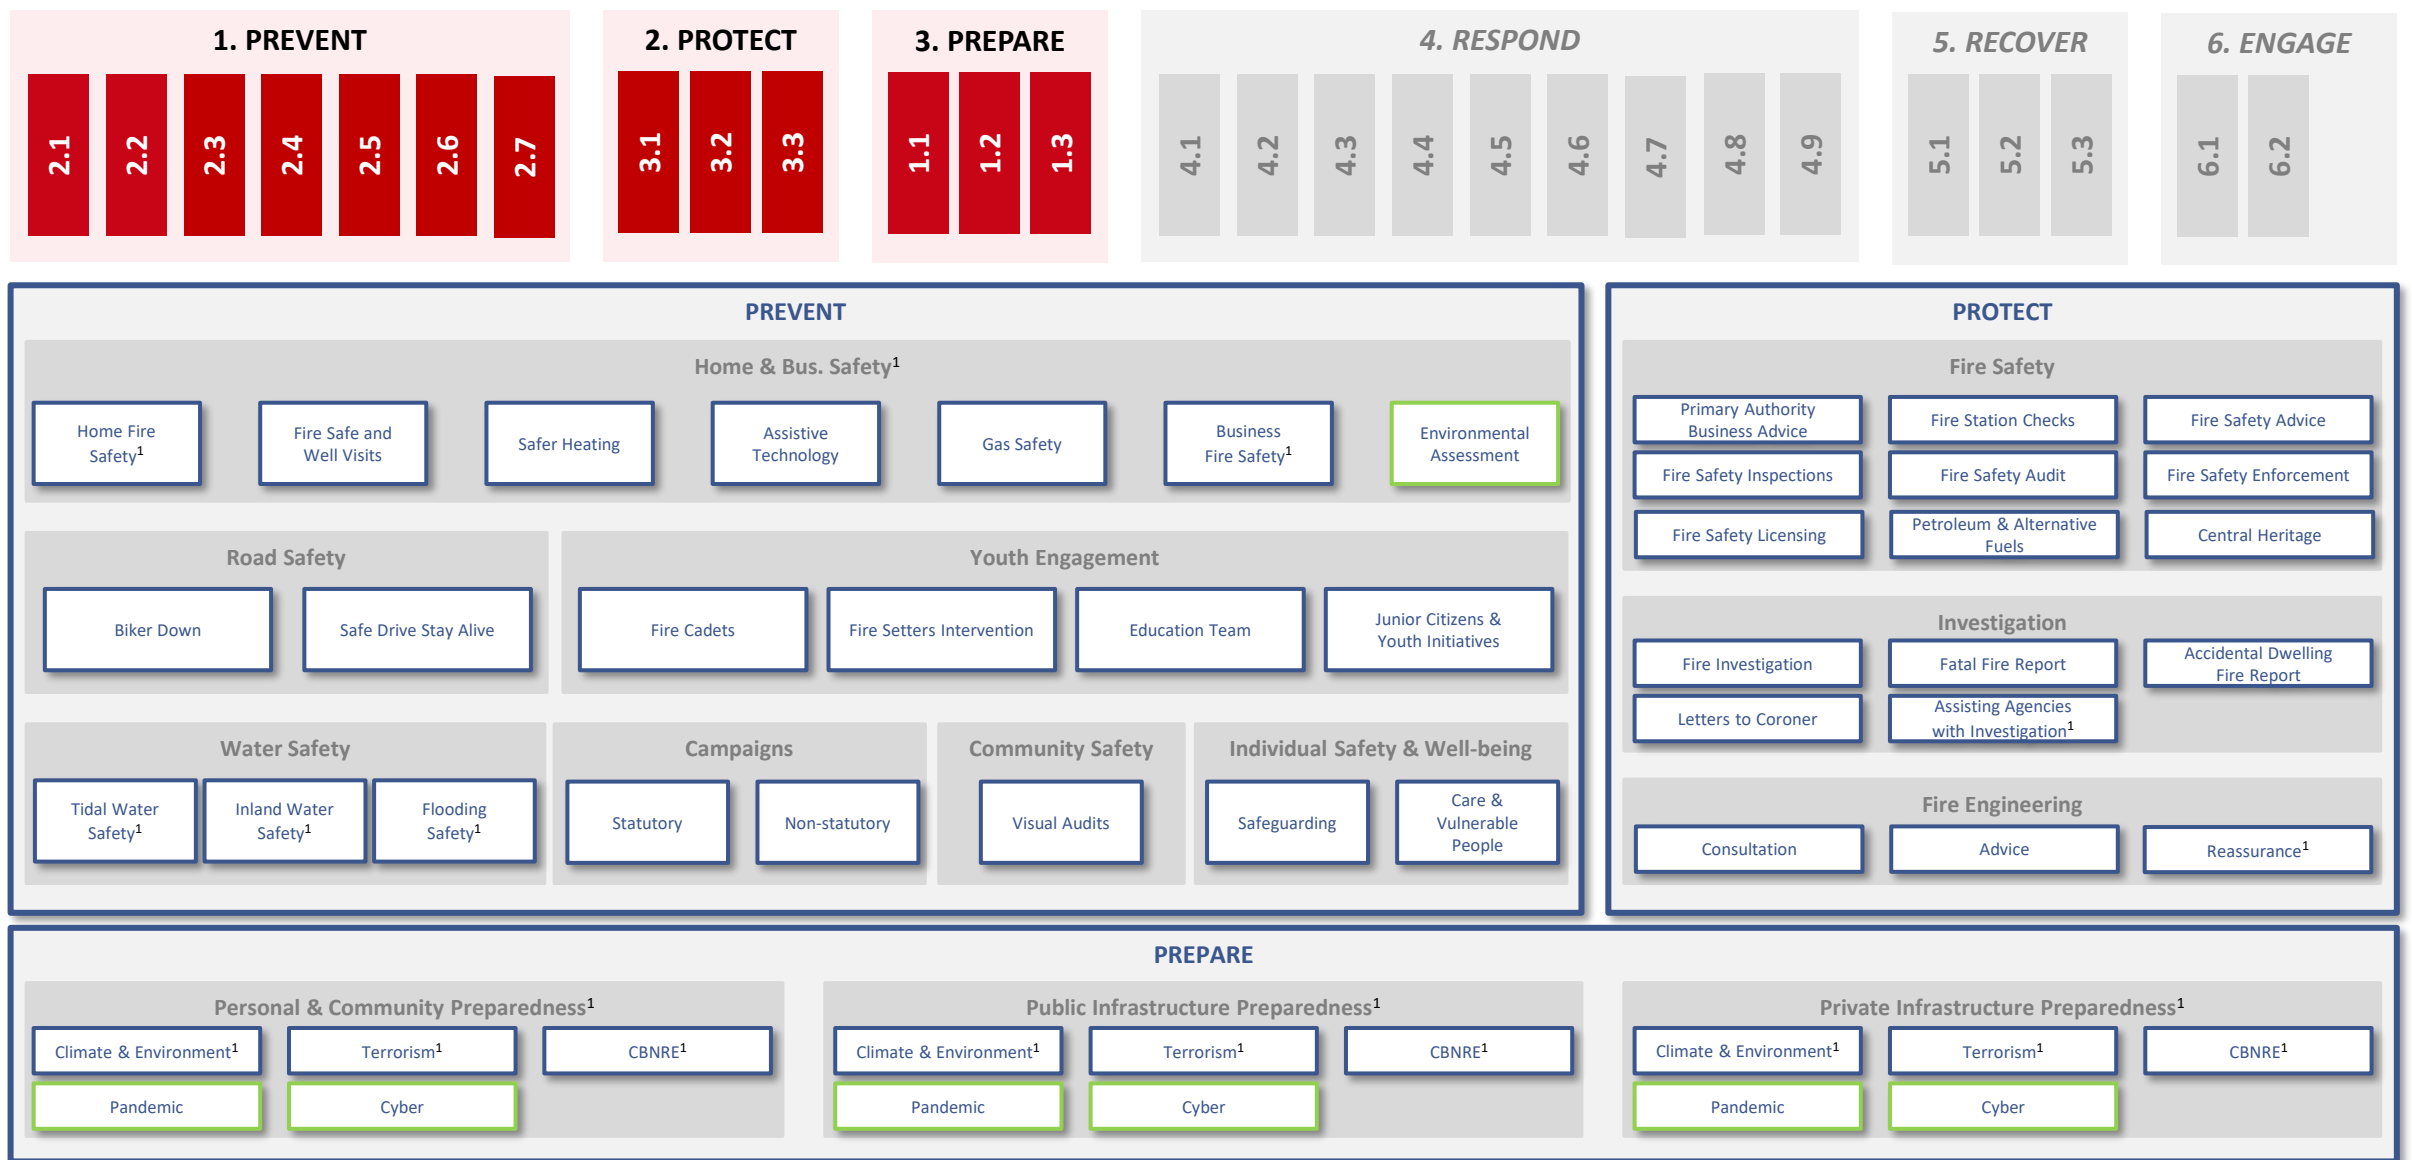 1. PREVENT
2. PROTECT
3. PREPARE
4. RESPOND
5. RECOVER
6. ENGAGE
2.1
2.2
2.3
2.4
2.5
2.6
2.7
3.1
3.2
3.3
1.1
1.2
1.3
4.1
4.2
4.3
4.4
4.5
4.6
4.7
4.8
4.9
5.1
5.2
5.3
6.1
6.2
PREVENT
Home & Bus. Safety¹
Home Fire
Safety¹
Fire Safe and
Well Visits
Safer Heating
Assistive
Technology
Gas Safety
Business
Fire Safety¹
Environmental
Assessment
Road Safety
Biker Down
Safe Drive Stay Alive
Youth Engagement
Fire Cadets
Fire Setters Intervention
Education Team
Junior Citizens &
Youth Initiatives
Water Safety
Tidal Water
Safety¹
Inland Water
Safety¹
Flooding
Safety¹
Campaigns
Statutory
Non-statutory
Community Safety
Visual Audits
Individual Safety & Well-being
Safeguarding
Care &
Vulnerable
People
PROTECT
Fire Safety
Primary Authority
Business Advice
Fire Station Checks
Fire Safety Advice
Fire Safety Inspections
Fire Safety Audit
Fire Safety Enforcement
Fire Safety Licensing
Petroleum & Alternative
Fuels
Central Heritage
Investigation
Fire Investigation
Fatal Fire Report
Accidental Dwelling
Fire Report
Letters to Coroner
Assisting Agencies
with Investigation¹
Fire Engineering
Consultation
Advice
Reassurance¹
PREPARE
Personal & Community Preparedness¹
Climate & Environment¹
Terrorism¹
CBNRE¹
Pandemic
Cyber
Public Infrastructure Preparedness¹
Climate & Environment¹
Terrorism¹
CBNRE¹
Pandemic
Cyber
Private Infrastructure Preparedness¹
Climate & Environment¹
Terrorism¹
CBNRE¹
Pandemic
Cyber